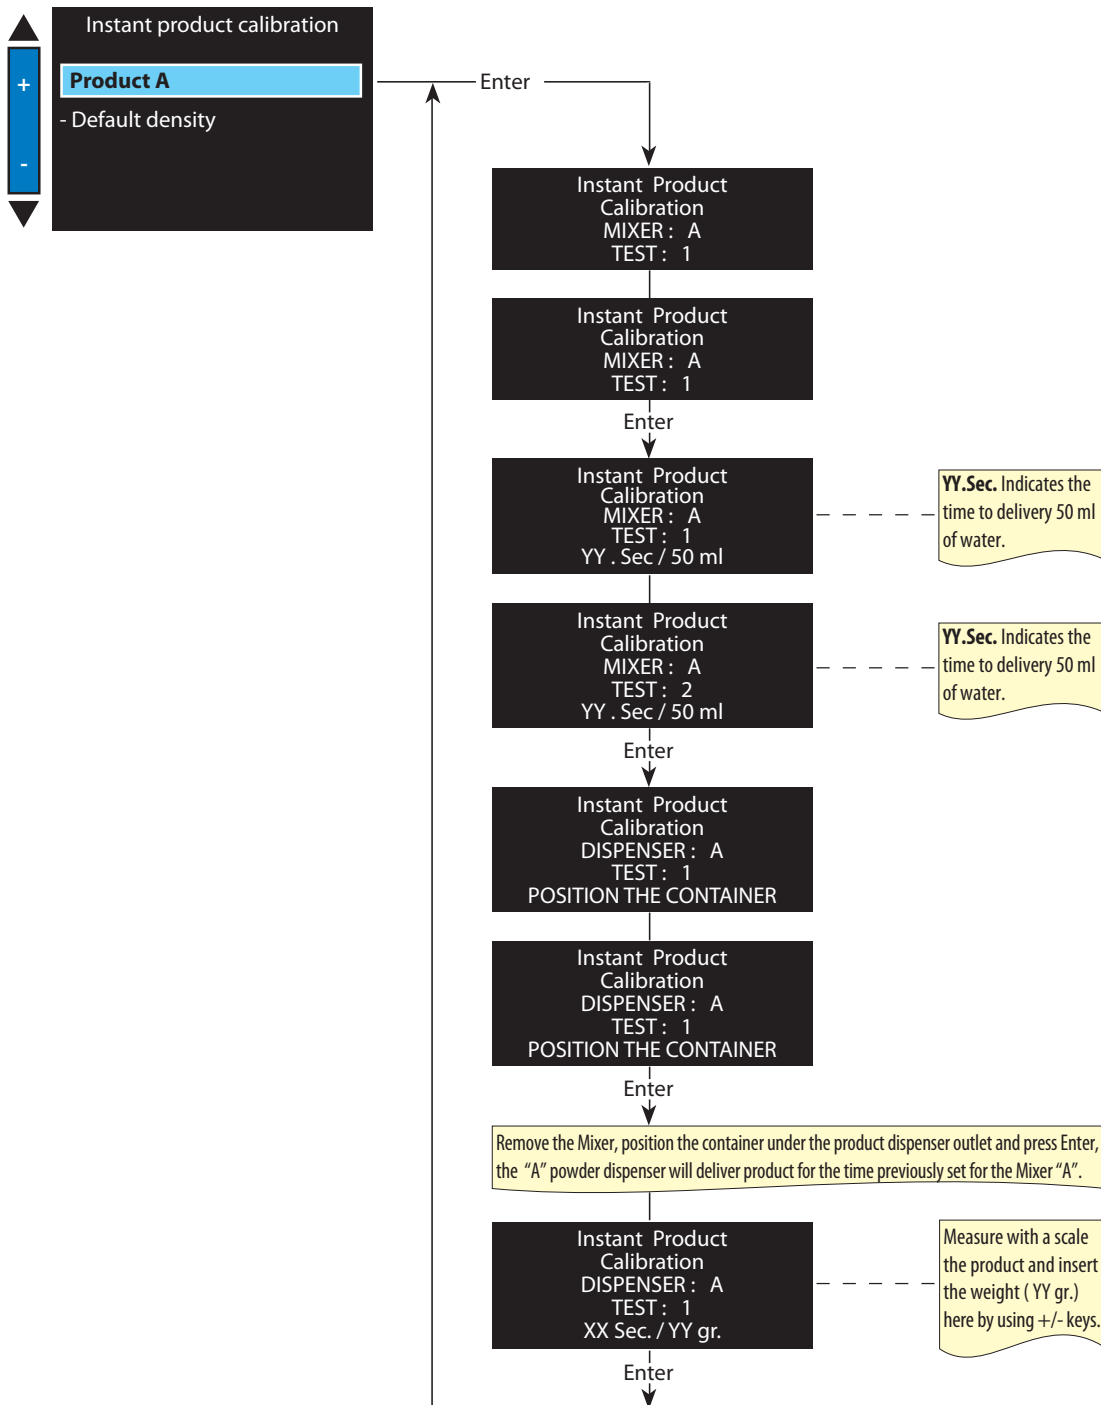 Instant product calibration
+
Product A
- Default density
-
Enter
Instant Product
Calibration
MIXER : A
TEST : 1
Instant Product
Calibration
MIXER : A
TEST : 1
Enter
Instant Product
Calibration
MIXER : A
TEST : 1
YY . Sec / 50 ml
YY.Sec. Indicates the
time to delivery 50 ml
of water.
Instant Product
Calibration
MIXER : A
TEST : 2
YY . Sec / 50 ml
YY.Sec. Indicates the
time to delivery 50 ml
of water.
Enter
Instant Product
Calibration
DISPENSER : A
TEST : 1
POSITION THE CONTAINER
Instant Product
Calibration
DISPENSER : A
TEST : 1
POSITION THE CONTAINER
Enter
Remove the Mixer, position the container under the product dispenser outlet and press Enter,
the “A” powder dispenser will deliver product for the time previously set for the Mixer “A”.
Instant Product
Calibration
DISPENSER : A
TEST : 1
XX Sec. / YY gr.
Measure with a scale
the product and insert
the weight ( YY gr.)
here by using +/- keys.
Enter